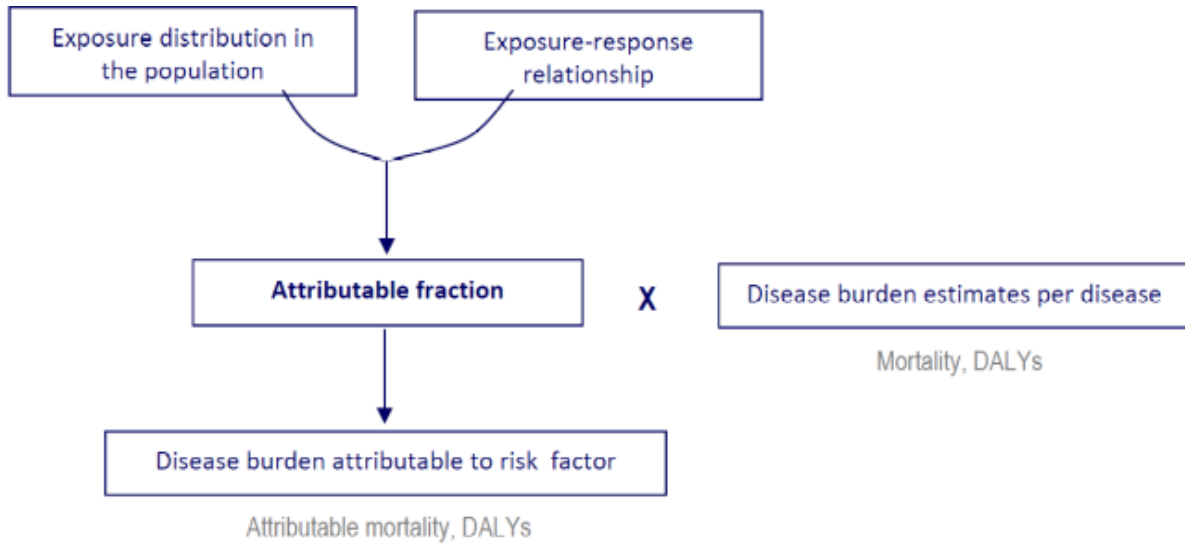 Exposure distribution in
the population
Exposure-response
relationship
Attributable fraction
X
Disease burden estimates per disease
Mortality, DALYs
Disease burden attributable to risk factor
Attributable mortality, DALYs